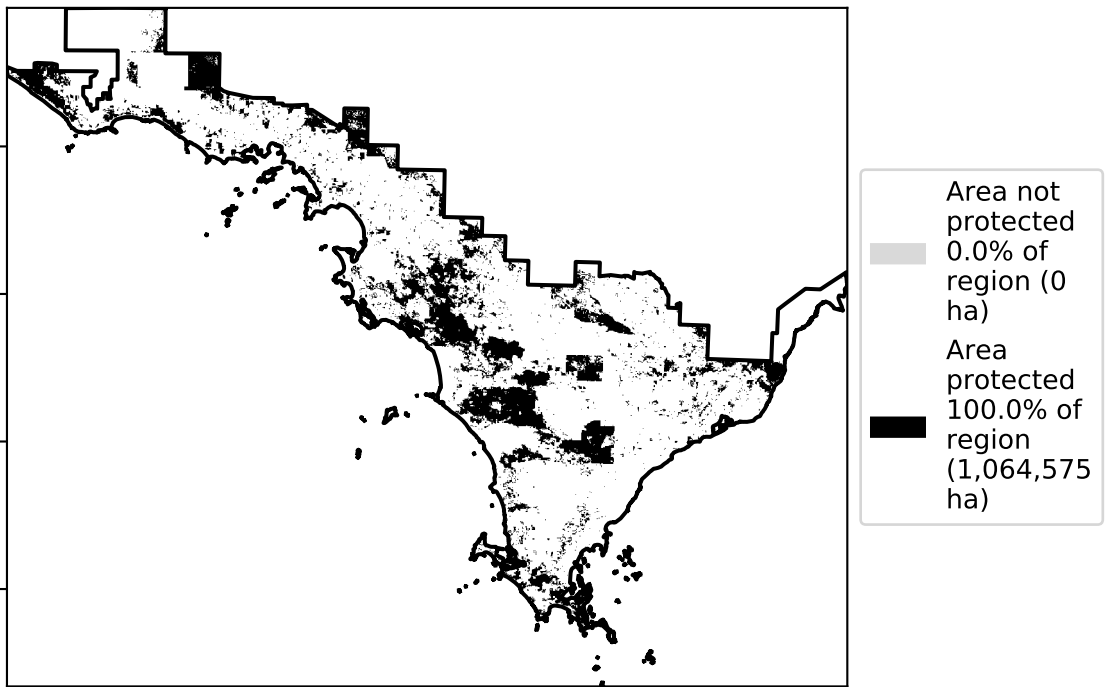 Area not
protected
0.0% of
region (0
ha)
Area
protected
100.0% of
region
(1,064,575
ha)